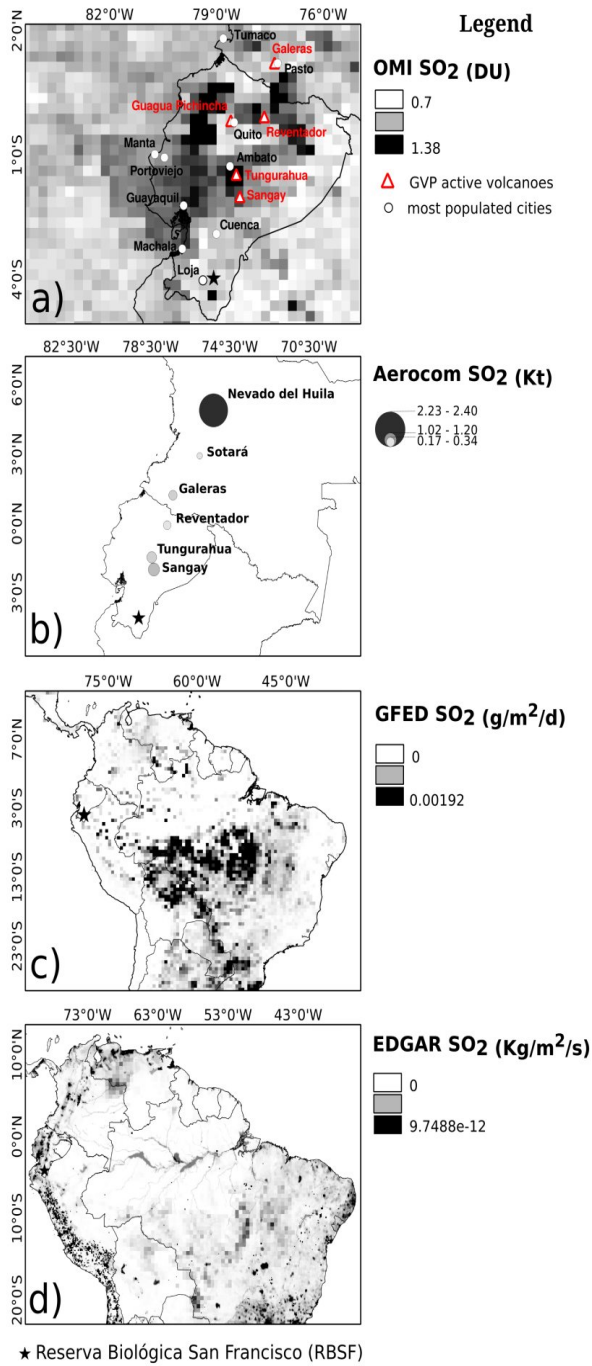 82°0'W 79°0'W 76°0'W
Legend
2°0'N
1°0'S
4°0'S
Tumaco
Galeras
Pasto
Guagua Pichincha
Quito
Reventador
Manta
Portoviejo
Ambato
Tungurahua
Guayaquil
Sangay
Cuenca
Machala
Loja
a)
OMI SO2 (DU)
0.7
1.38
GVP active volcanoes
most populated cities
82°30'W 78°30'W 74°30'W 70°30'W
6°0'N
3°0'N
0°0'N
3°0'S
Nevado del Huila
Sotará
Galeras
Reventador
Tungurahua
Sangay
b)
Aerocom SO2 (Kt)
2.23 - 2.40
1.02 - 1.20
0.17 - 0.34
75°0'W 60°0'W 45°0'W
7°0'N
3°0'S
13°0'S
23°0'S
c)
GFED SO2 (g/m2/d)
0
0.00192
73°0'W 63°0'W 53°0'W 43°0'W
10°0'N
0°0'N
10°0'S
20°0'S
d)
EDGAR SO2 (Kg/m2/s)
0
9.7488e-12
★ Reserva Biológica San Francisco (RBSF)